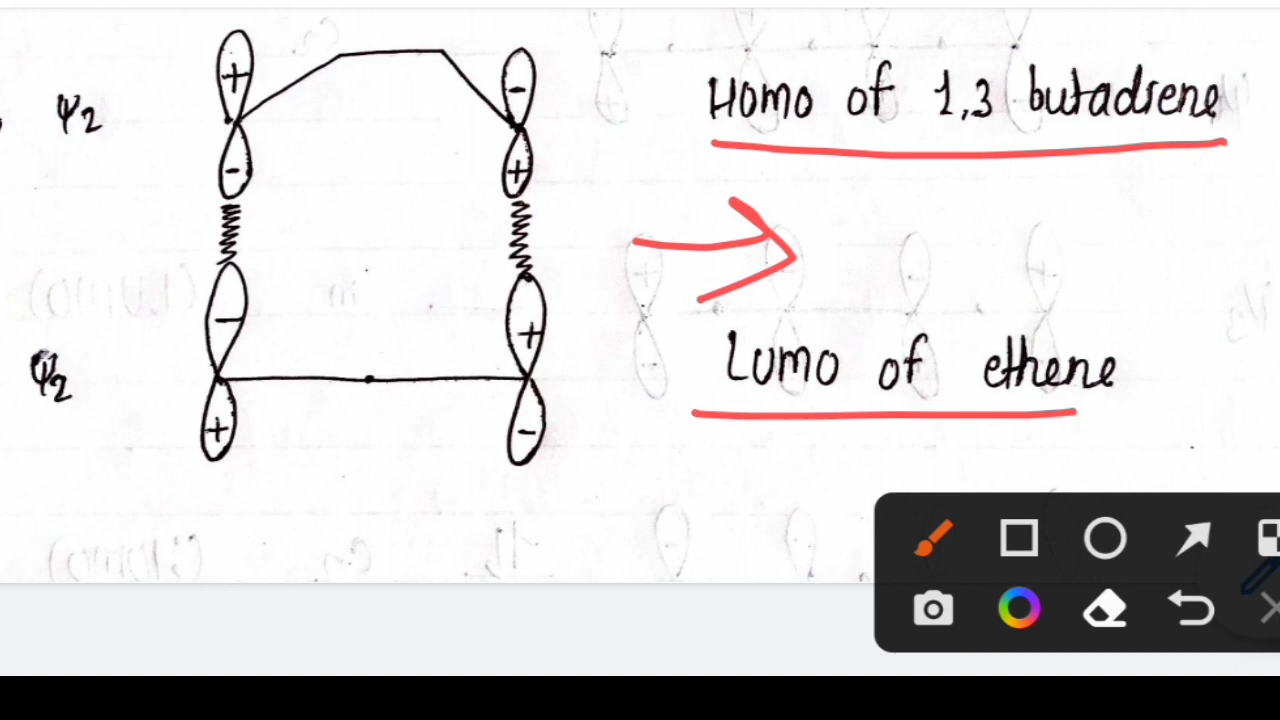 Ψ2
+ -
Homo of 1,3 butadiene
- +
- +
Lumo of ethene
Ψ2
+ -